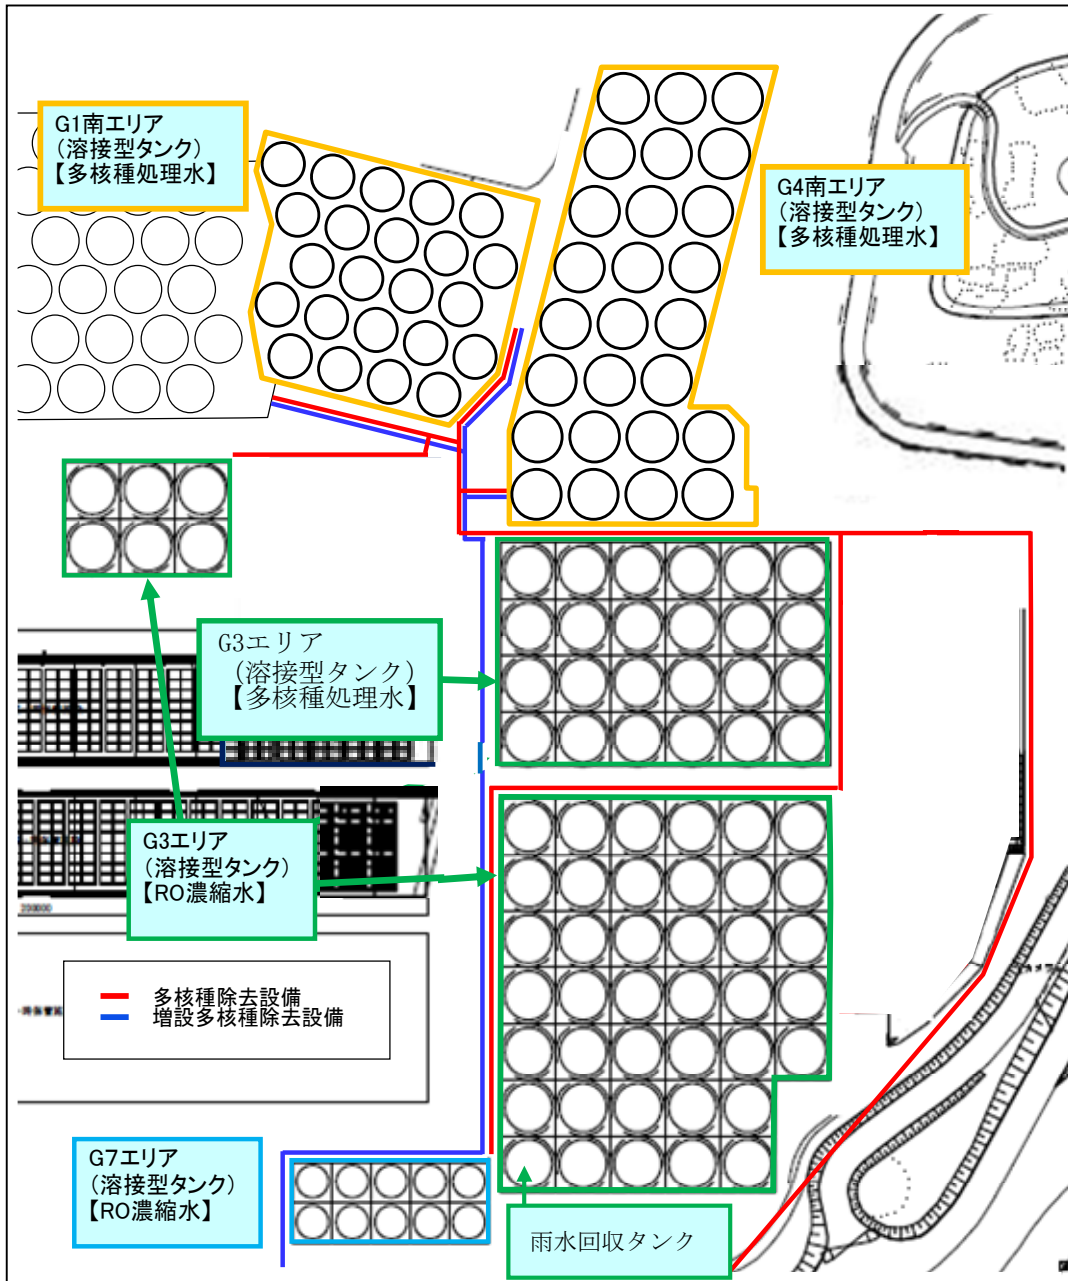 G1南エリア
(溶接型タンク)
【多核種処理水】
G4南エリア
(溶接型タンク)
【多核種処理水】
G3エリア
(溶接型タンク)
【多核種処理水】
G3エリア
(溶接型タンク)
【RO濃縮水】
200000
多核種除去設備
増設多核種除去設備
G7エリア
(溶接型タンク)
【RO濃縮水】
雨水回収タンク